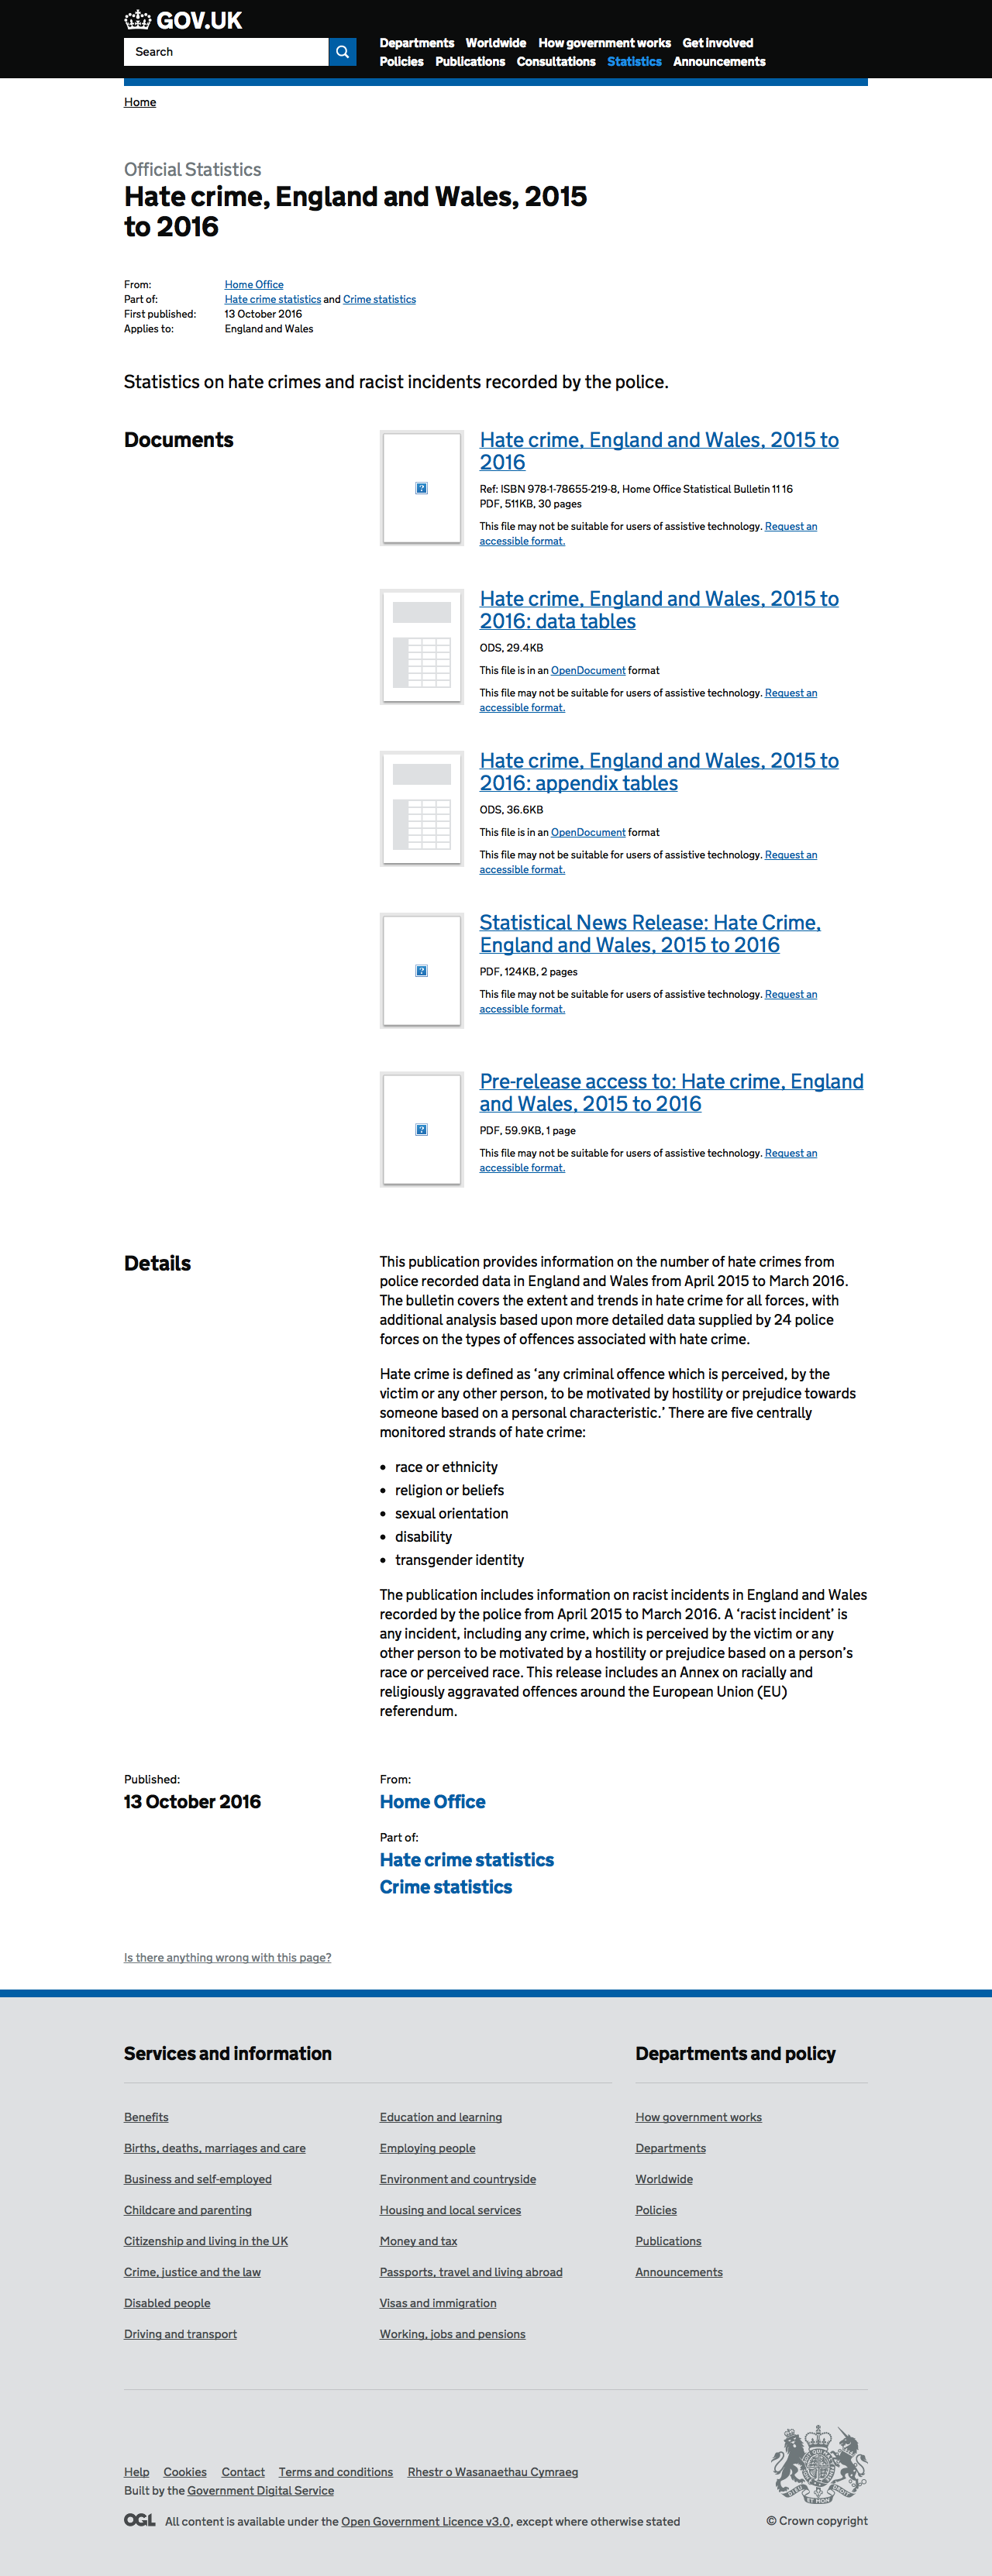 GOV.UK
Search
Departments Worldwide How government works Get involved
Policies Publications Consultations Statistics Announcements
Home
Official Statistics
Hate crime, England and Wales, 2015
to 2016
From: Home Office
Part of: Hate crime statistics and Crime statistics
First published: 13 October 2016
Applies to: England and Wales
Statistics on hate crimes and racist incidents recorded by the police.
Documents
Hate crime, England and Wales, 2015 to
2016
Ref: ISBN 978-1-78655-219-8, Home Office Statistical Bulletin 11 16
PDF, 511KB, 30 pages
This file may not be suitable for users of assistive technology. Request an
accessible format.
Hate crime, England and Wales, 2015 to
2016: data tables
ODS, 29.4KB
This file is in an OpenDocument format
This file may not be suitable for users of assistive technology. Request an
accessible format.
Hate crime, England and Wales, 2015 to
2016: appendix tables
ODS, 36.6KB
This file is in an OpenDocument format
This file may not be suitable for users of assistive technology. Request an
accessible format.
Statistical News Release: Hate Crime,
England and Wales, 2015 to 2016
PDF, 124KB, 2 pages
This file may not be suitable for users of assistive technology. Request an
accessible format.
Pre-release access to: Hate crime, England
and Wales, 2015 to 2016
PDF, 59.9KB, 1 page
This file may not be suitable for users of assistive technology. Request an
accessible format.
Details
This publication provides information on the number of hate crimes from
police recorded data in England and Wales from April 2015 to March 2016.
The bulletin covers the extent and trends in hate crime for all forces, with
additional analysis based upon more detailed data supplied by 24 police
forces on the types of offences associated with hate crime.
Hate crime is defined as ‘any criminal offence which is perceived, by the
victim or any other person, to be motivated by hostility or prejudice towards
someone based on a personal characteristic.’ There are five centrally
monitored strands of hate crime:
• race or ethnicity
• religion or beliefs
• sexual orientation
• disability
• transgender identity
The publication includes information on racist incidents in England and Wales
recorded by the police from April 2015 to March 2016. A ‘racist incident’ is
any incident, including any crime, which is perceived by the victim or any
other person to be motivated by a hostility or prejudice based on a person’s
race or perceived race. This release includes an Annex on racially and
religiously aggravated offences around the European Union (EU)
referendum.
Published:
13 October 2016
From:
Home Office
Part of:
Hate crime statistics
Crime statistics
Is there anything wrong with this page?
Services and information
Benefits
Births, deaths, marriages and care
Business and self-employed
Childcare and parenting
Citizenship and living in the UK
Crime, justice and the law
Disabled people
Driving and transport
Education and learning
Employing people
Environment and countryside
Housing and local services
Money and tax
Passports, travel and living abroad
Visas and immigration
Working, jobs and pensions
Departments and policy
How government works
Departments
Worldwide
Policies
Publications
Announcements
Help Cookies Contact Terms and conditions Rhestr o Wasanaethau Cymraeg
Built by the Government Digital Service
OGL All content is available under the Open Government Licence v3.0, except where otherwise stated
© Crown copyright